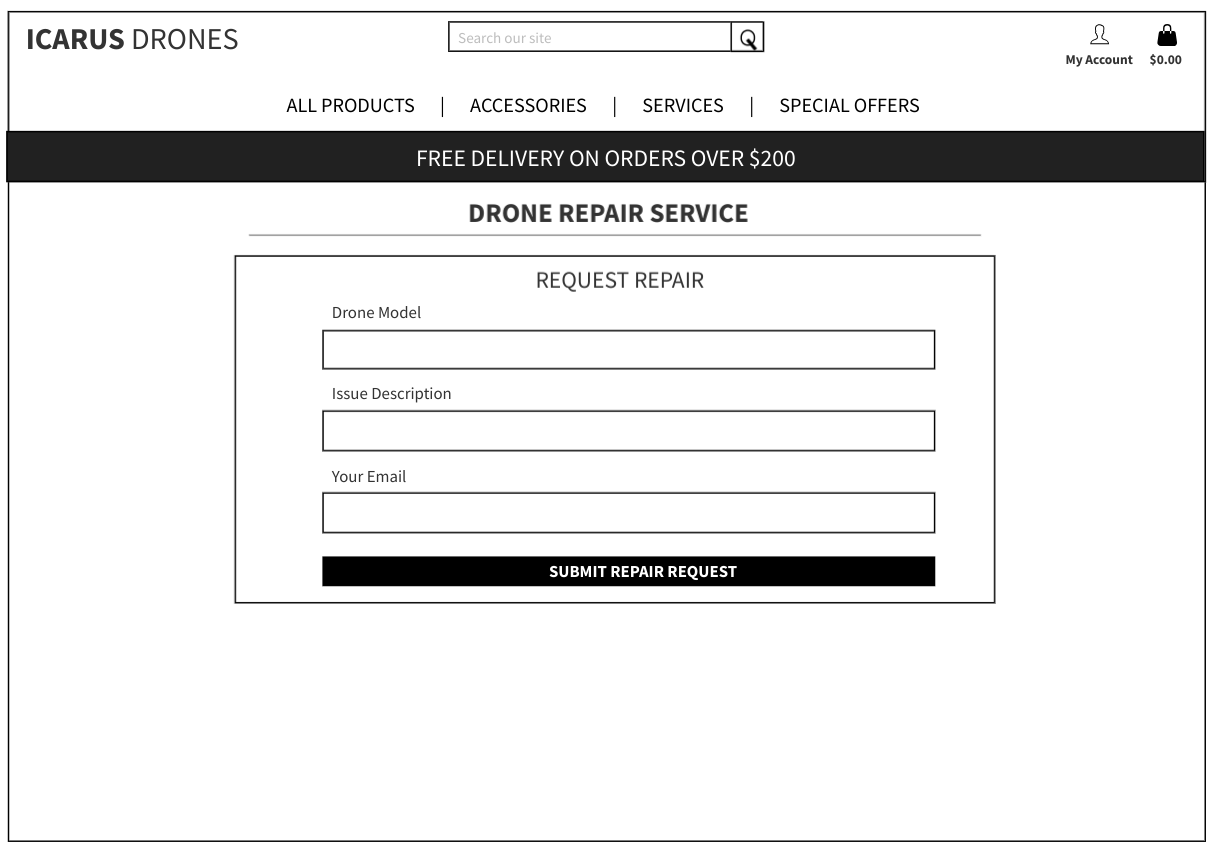 ICARUS DRONES
Search our site
My Account
$0.00
ALL PRODUCTS | ACCESSORIES | SERVICES | SPECIAL OFFERS
FREE DELIVERY ON ORDERS OVER $200
DRONE REPAIR SERVICE
REQUEST REPAIR
Drone Model
Issue Description
Your Email
SUBMIT REPAIR REQUEST